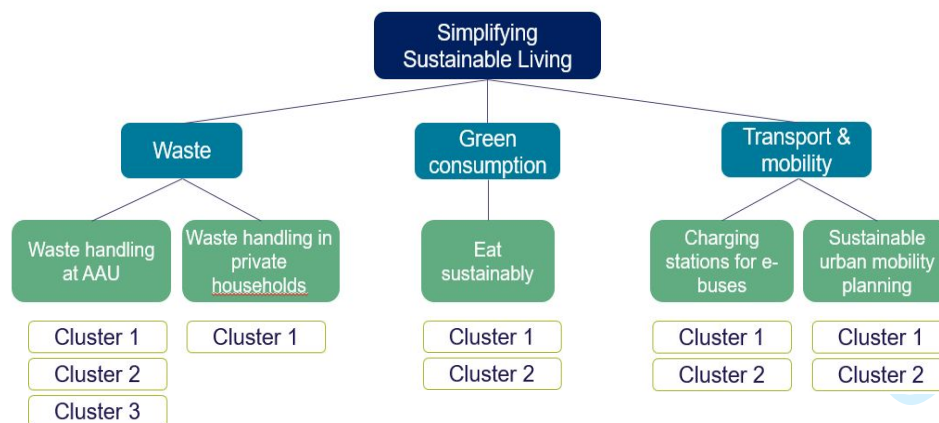 Simplifying
Sustainable Living
Waste
Green
consumption
Transport &
mobility
Waste handling
at AAU
Waste handling in
private
households
Eat
sustainably
Charging
stations for e-
buses
Sustainable
urban mobility
planning
Cluster 1
Cluster 2
Cluster 3
Cluster 1
Cluster 1
Cluster 2
Cluster 1
Cluster 2
Cluster 1
Cluster 2